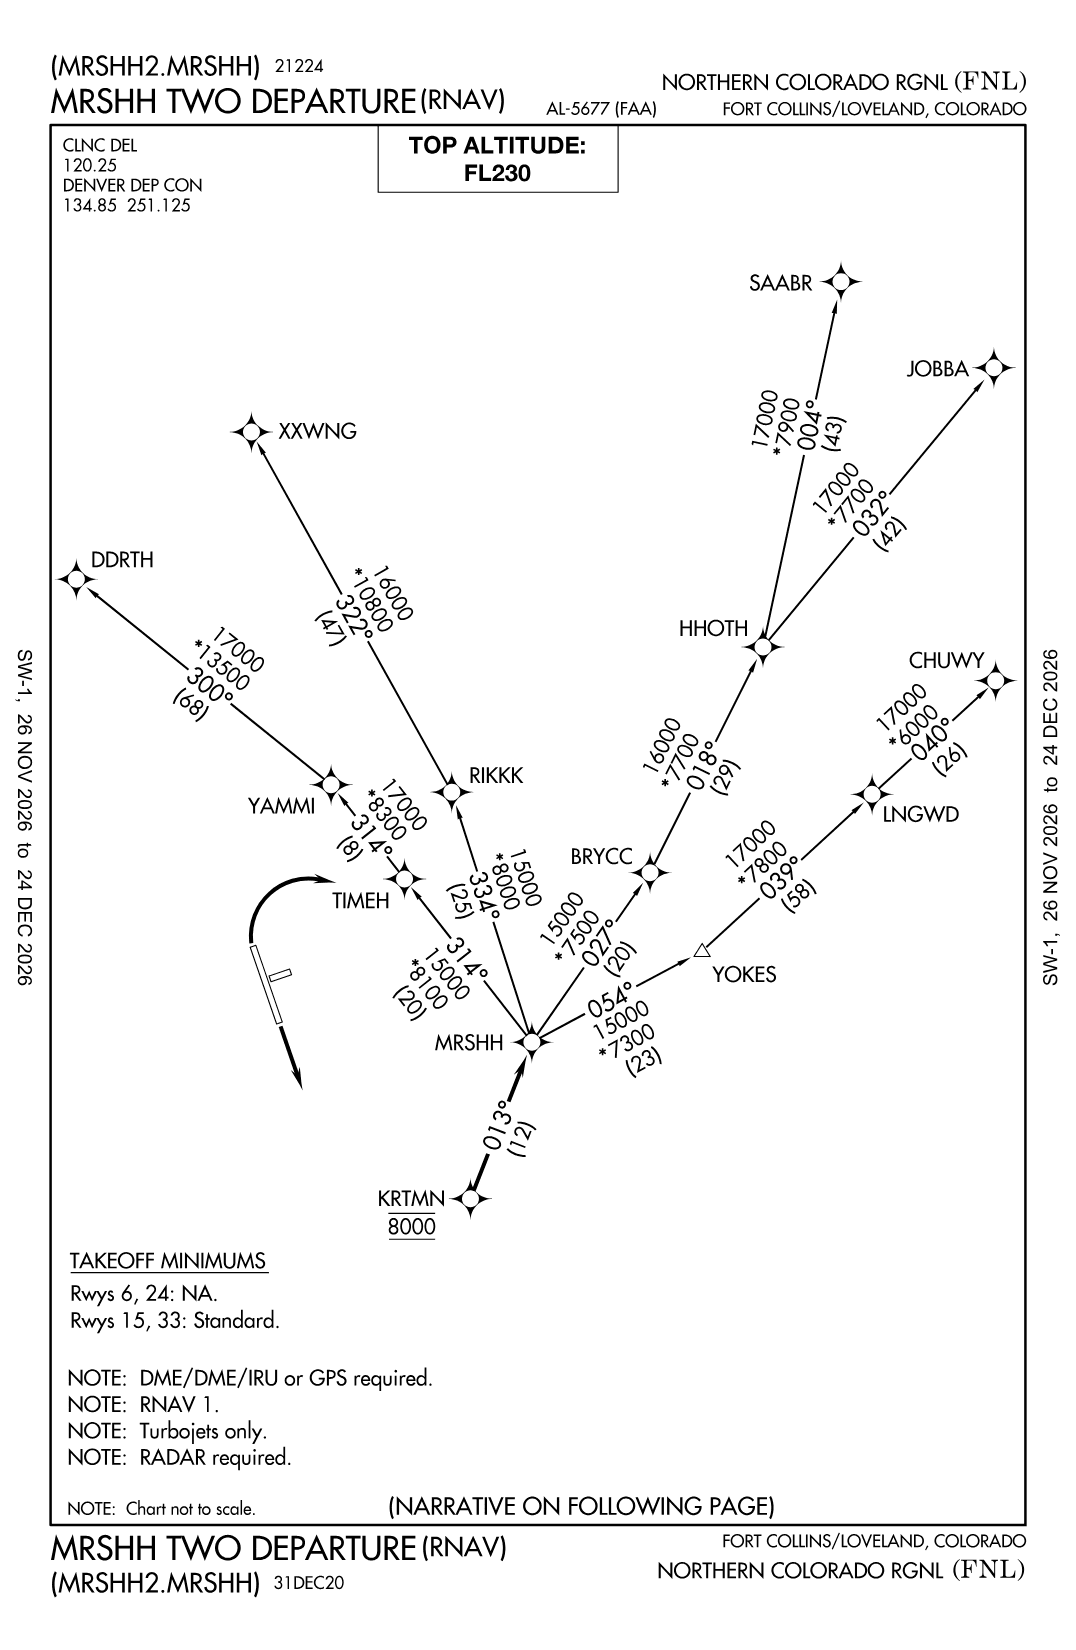 (MRSHH2.MRSHH) 21224
MRSHH TWO DEPARTURE (RNAV)
AL-5677 (FAA)
NORTHERN COLORADO RGNL (FNL)
FORT COLLINS/LOVELAND, COLORADO
CLNC DEL
120.25
DENVER DEP CON
134.85 251.125
TOP ALTITUDE:
FL230
SAABR
JOBBA
17000
*7900
004°
(43)
XXWNG
17000
*7700
032°
(42)
DDRTH
16000
*10800
322°
(47)
HHOTH
17000
*13500
300°
(68)
CHUWY
17000
*6000
040°
(26)
16000
*7700
018°
(29)
RIKKK
YAMMI
17000
*8300
314°
(8)
LNGWD
17000
*7800
039°
(58)
BRYCC
15000
*8000
334°
(25)
TIMEH
15000
*7500
027°
(20)
314°
15000
*8100
(20)
YOKES
054°
15000
*7300
(23)
MRSHH
013°
(12)
KRTMN
8000
TAKEOFF MINIMUMS
Rwys 6, 24: NA.
Rwys 15, 33: Standard.
NOTE: DME/DME/IRU or GPS required.
NOTE: RNAV 1.
NOTE: Turbojets only.
NOTE: RADAR required.
NOTE: Chart not to scale.
(NARRATIVE ON FOLLOWING PAGE)
MRSHH TWO DEPARTURE (RNAV)
(MRSHH2.MRSHH) 31DEC20
FORT COLLINS/LOVELAND, COLORADO
NORTHERN COLORADO RGNL (FNL)
SW-1, 26 NOV 2026 to 24 DEC 2026
SW-1, 26 NOV 2026 to 24 DEC 2026